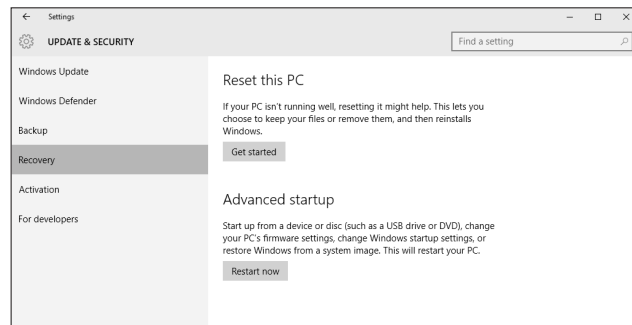 Settings
UPDATE & SECURITY
Find a setting
Windows Update
Windows Defender
Backup
Recovery
Activation
For developers
Reset this PC
If your PC isn't running well, resetting it might help. This lets you
choose to keep your files or remove them, and then reinstalls
Windows.
Get started
Advanced startup
Start up from a device or disc (such as a USB drive or DVD), change
your PC's firmware settings, change Windows startup settings, or
restore Windows from a system image. This will restart your PC.
Restart now